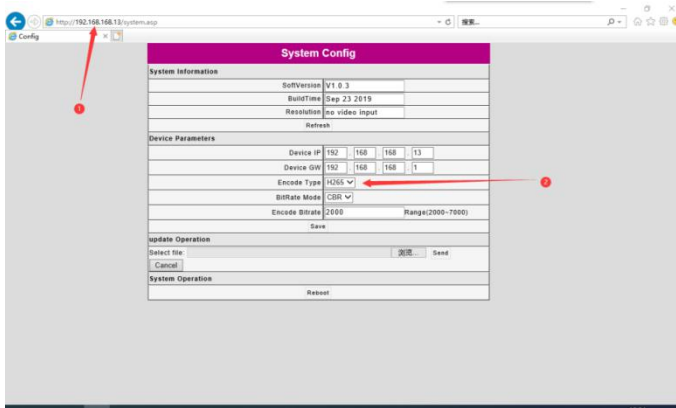 http://192.168.168.13/system.asp
搜索...
Config
System Config
System Information
SoftVersion V1.0.3
BuildTime Sep 23 2019
Resolution no video input
Refresh
Device Parameters
Device IP 192 . 168 . 168 . 13
Device GW 192 . 168 . 168 . 1
Encode Type H265
BitRate Mode CBR
Encode Bitrate 2000 Range(2000~7000)
Save
update Operation
Select file: 浏览... Send
Cancel
System Operation
Reboot
1
2